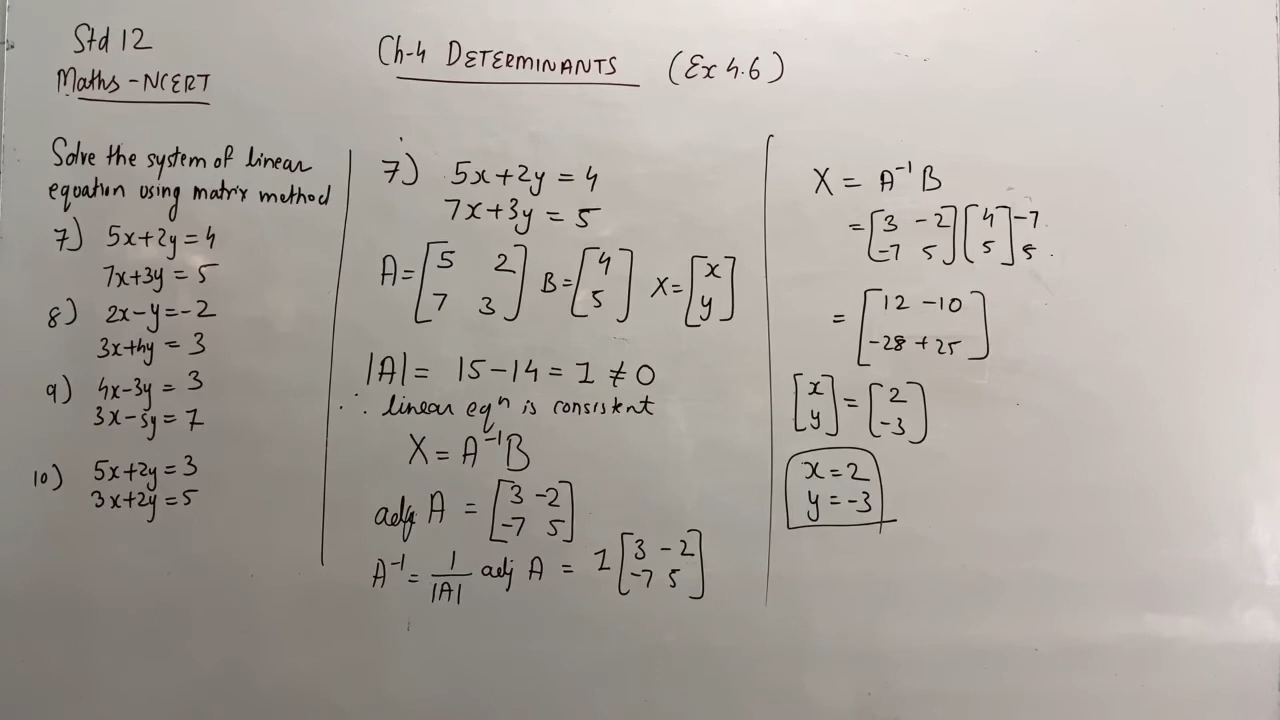 Std 12
Maths - NCERT
Ch-4 DETERMINANTS (Ex 4.6)
Solve the system of linear
equation using matrix method
7) 5x+2y = 4
7x+3y = 5
8) 2x-y=-2
3x+4y = 3
9) 4x-3y = 3
3x-5y = 7
10) 5x+2y = 3
3x+2y = 5
7) 5x+2y = 4
7x+3y = 5
A = [5 2
7 3] B = [4
5] X = [x
y]
|A| = 15-14 = 1 ≠ 0
∴ linear eqⁿ is consistent
X = A⁻¹B
adj A = [3 -2
-7 5]
A⁻¹ = 1/|A| adj A = 1 [3 -2
-7 5]
X = A⁻¹B
= [3 -2
-7 5] [4
5] -7
5
= [12 -10
-28 + 25]
[x
y] = [2
-3]
x = 2
y = -3